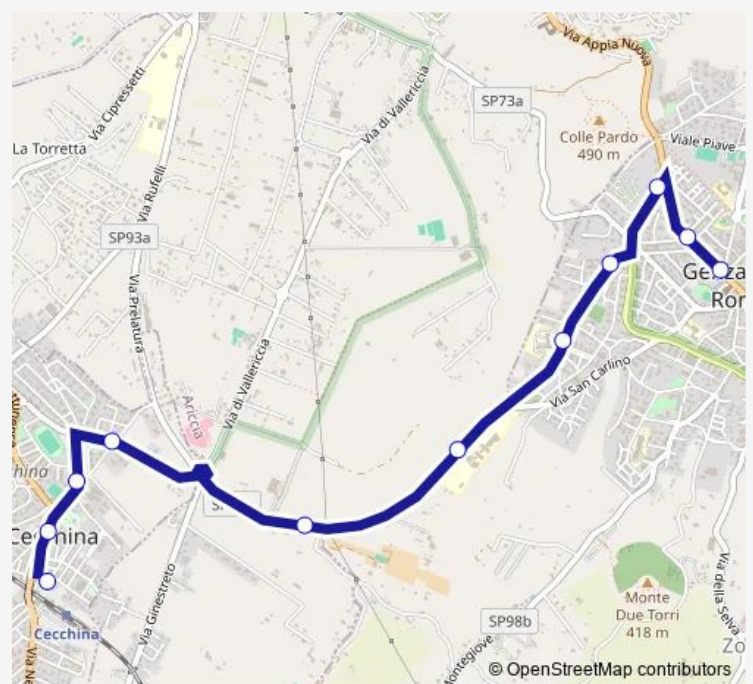 Via Appia Nuova
Via Cipressetti
Via di Vallericcia
SP73a
Colle Pardo
490 m
Viale Piave
La Torretta
Via Rufelli
SP93a
Via Prelatura
Via di Vallericcia
Ariccia
Via San Carlino
Cecchina
Via Ginestreto
Monte
Due Torri
418 m
Via della Selva
SP98b
© OpenStreetMap contributors